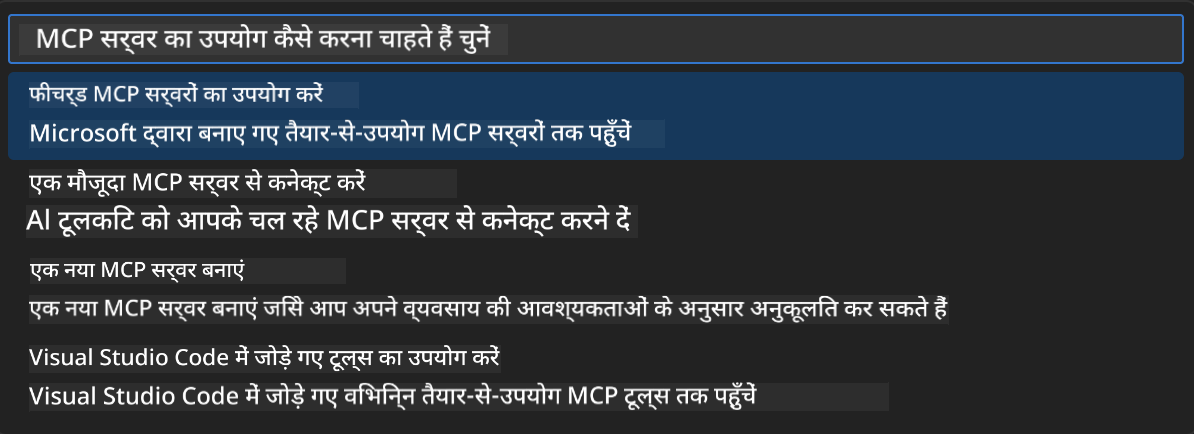 MCP सर्वर का उपयोग कैसे करना चाहते हैं चुनें
फीचर्ड MCP सर्वरों का उपयोग करें
Microsoft द्वारा बनाए गए तैयार-से-उपयोग MCP सर्वरों तक पहुँचें
एक मौजूदा MCP सर्वर से कनेक्ट करें
AI टूलकिट को आपके चल रहे MCP सर्वर से कनेक्ट करने दें
एक नया MCP सर्वर बनाएं
एक नया MCP सर्वर बनाएं जिसे आप अपने व्यवसाय की आवश्यकताओं के अनुसार अनुकूलित कर सकते हैं
Visual Studio Code में जोड़े गए टूल्स का उपयोग करें
Visual Studio Code में जोड़े गए विभिन्न तैयार-से-उपयोग MCP टूल्स तक पहुँचें